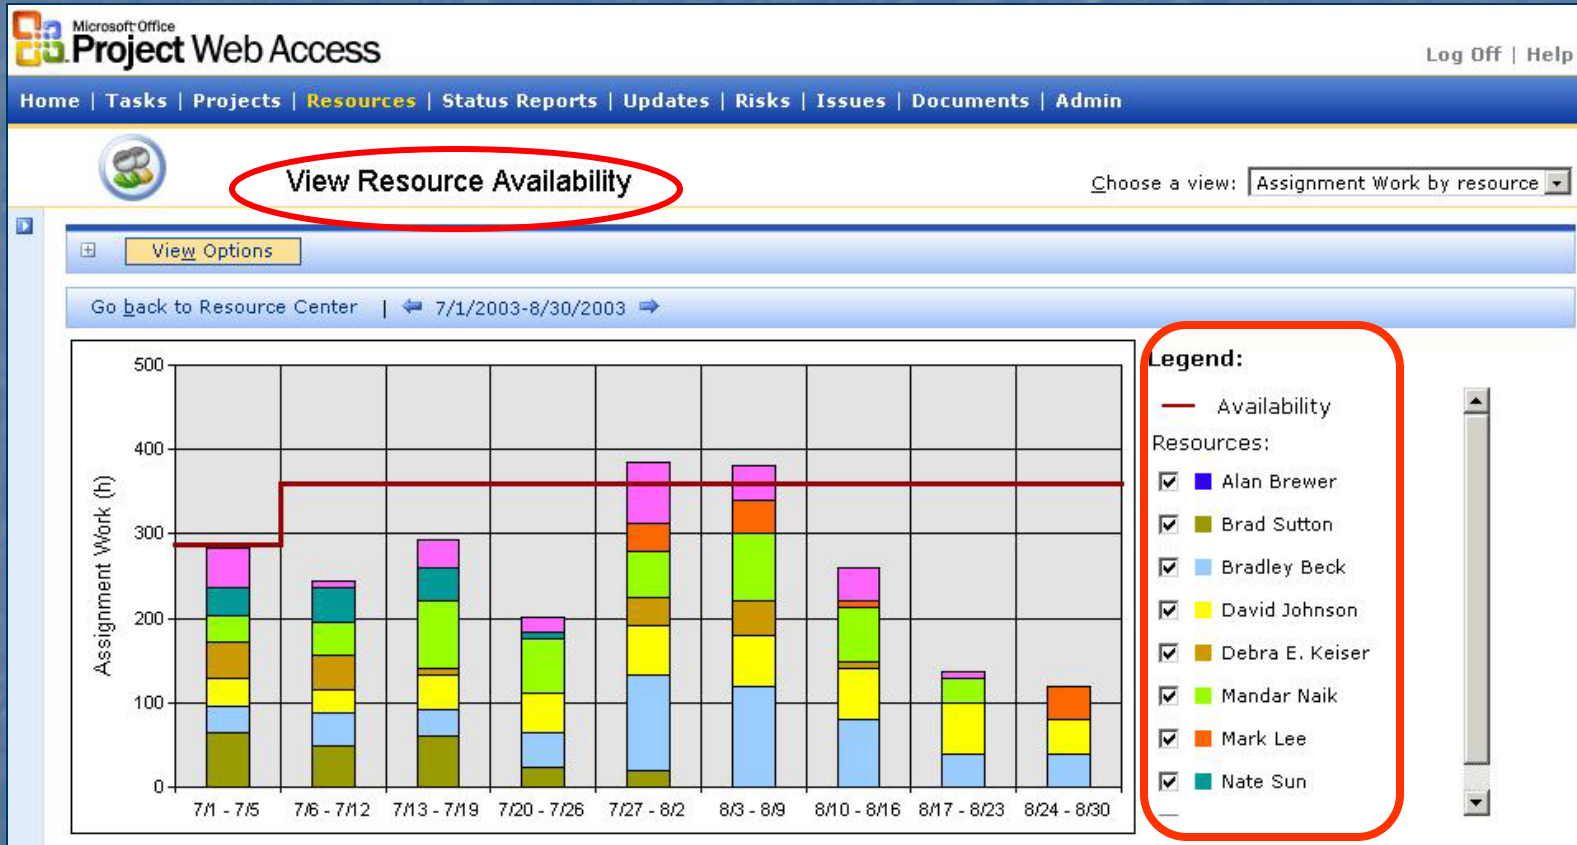 Microsoft Office
Project Web Access
Log Off | Help
Home | Tasks | Projects | Resources | Status Reports | Updates | Risks | Issues | Documents | Admin
View Resource Availability
Choose a view: Assignment Work by resource
View Options
Go back to Resource Center | 7/1/2003-8/30/2003
500
400
300
200
100
0
Assignment Work (h)
7/1 - 7/5 7/6 - 7/12 7/13 - 7/19 7/20 - 7/26 7/27 - 8/2 8/3 - 8/9 8/10 - 8/16 8/17 - 8/23 8/24 - 8/30
Legend:
Availability
Resources:
Alan Brewer
Brad Sutton
Bradley Beck
David Johnson
Debra E. Keiser
Mandar Naik
Mark Lee
Nate Sun